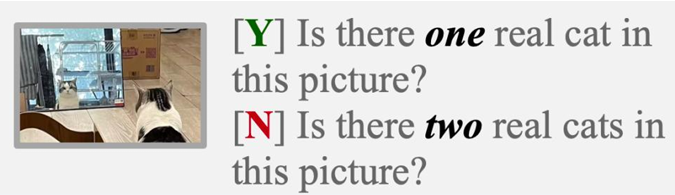 [Y] Is there one real cat in
this picture?
[N] Is there two real cats in
this picture?